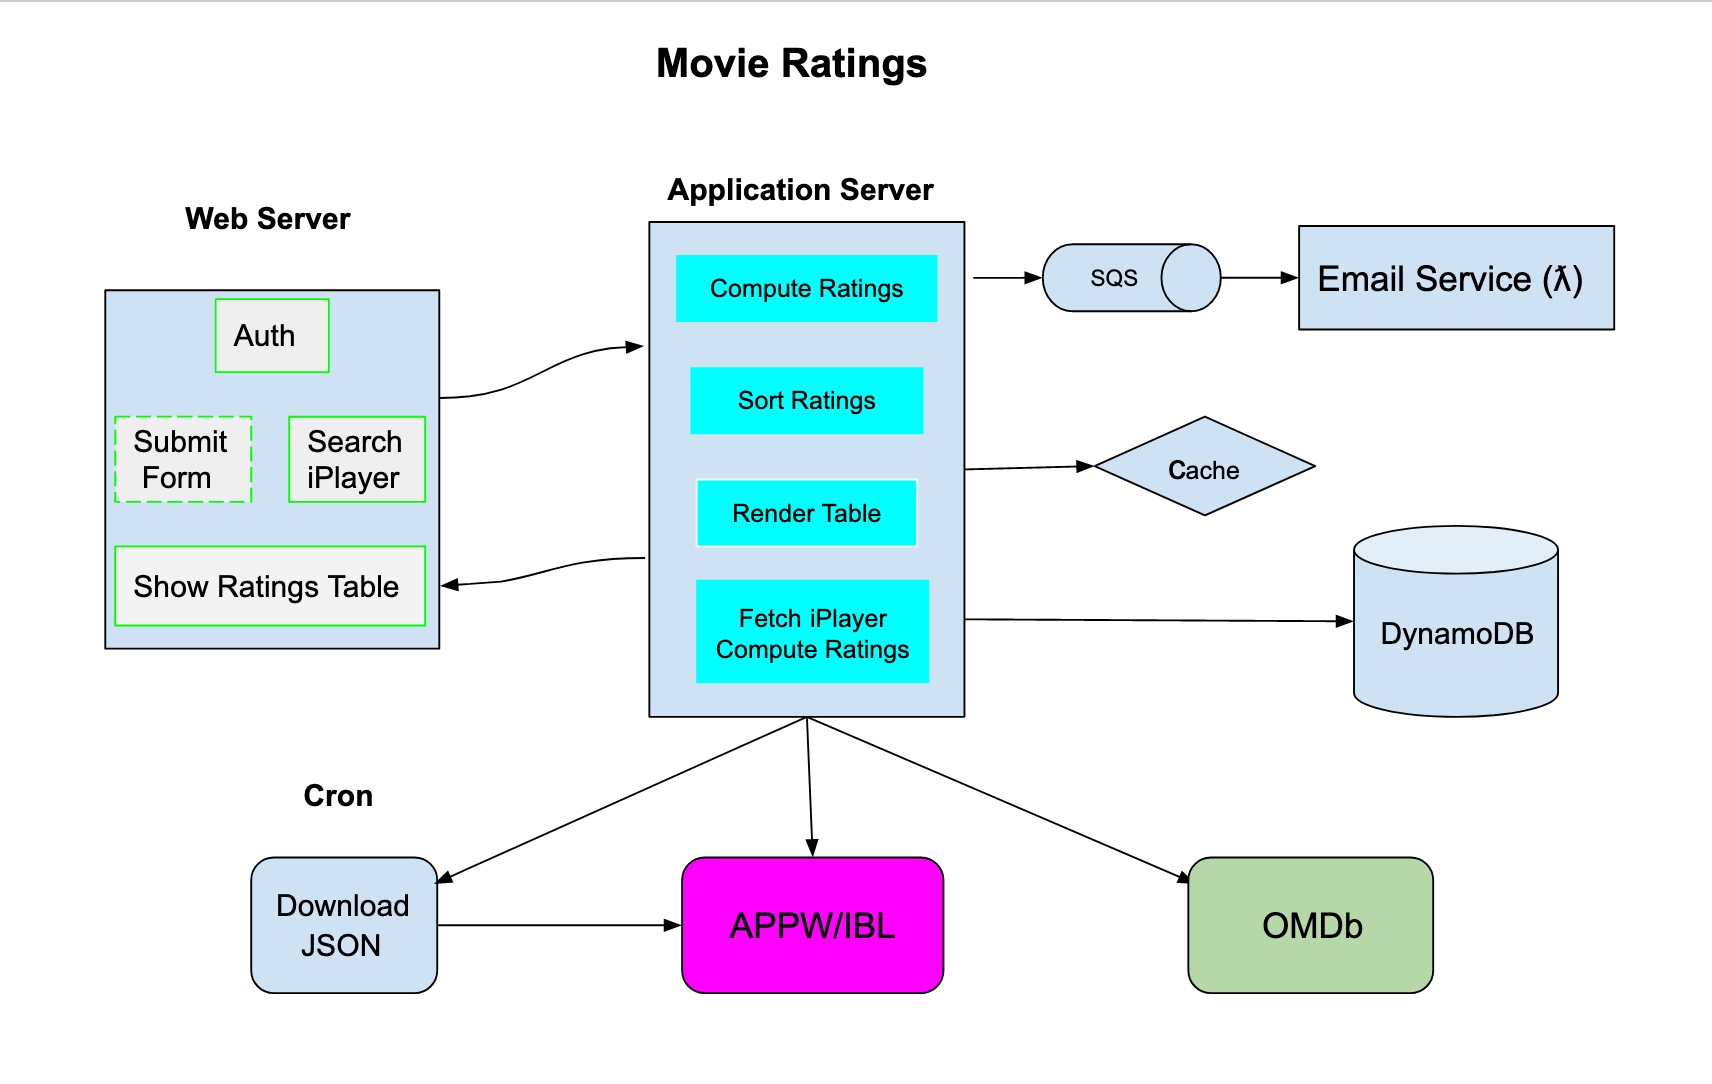 Movie Ratings
Web Server
Auth
Submit
Form
Search
iPlayer
Show Ratings Table
Application Server
Compute Ratings
Sort Ratings
Render Table
Fetch iPlayer
Compute Ratings
SQS
Email Service (ƛ)
Cache
DynamoDB
Cron
Download
JSON
APPW/IBL
OMDb